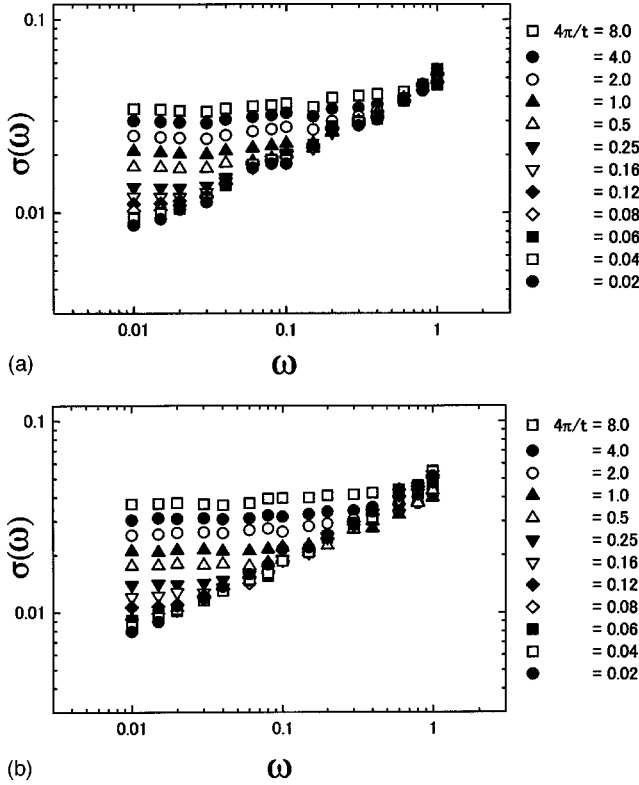 0.1
□ 4π/t = 8.0
● = 4.0
○ = 2.0
▲ = 1.0
△ = 0.5
▼ = 0.25
▽ = 0.16
◆ = 0.12
◇ = 0.08
■ = 0.06
□ = 0.04
● = 0.02
σ(ω)
0.01
0.01 0.1 1
(a) ω
0.1
□ 4π/t = 8.0
● = 4.0
○ = 2.0
▲ = 1.0
△ = 0.5
▼ = 0.25
▽ = 0.16
◆ = 0.12
◇ = 0.08
■ = 0.06
□ = 0.04
● = 0.02
σ(ω)
0.01
0.01 0.1 1
(b) ω